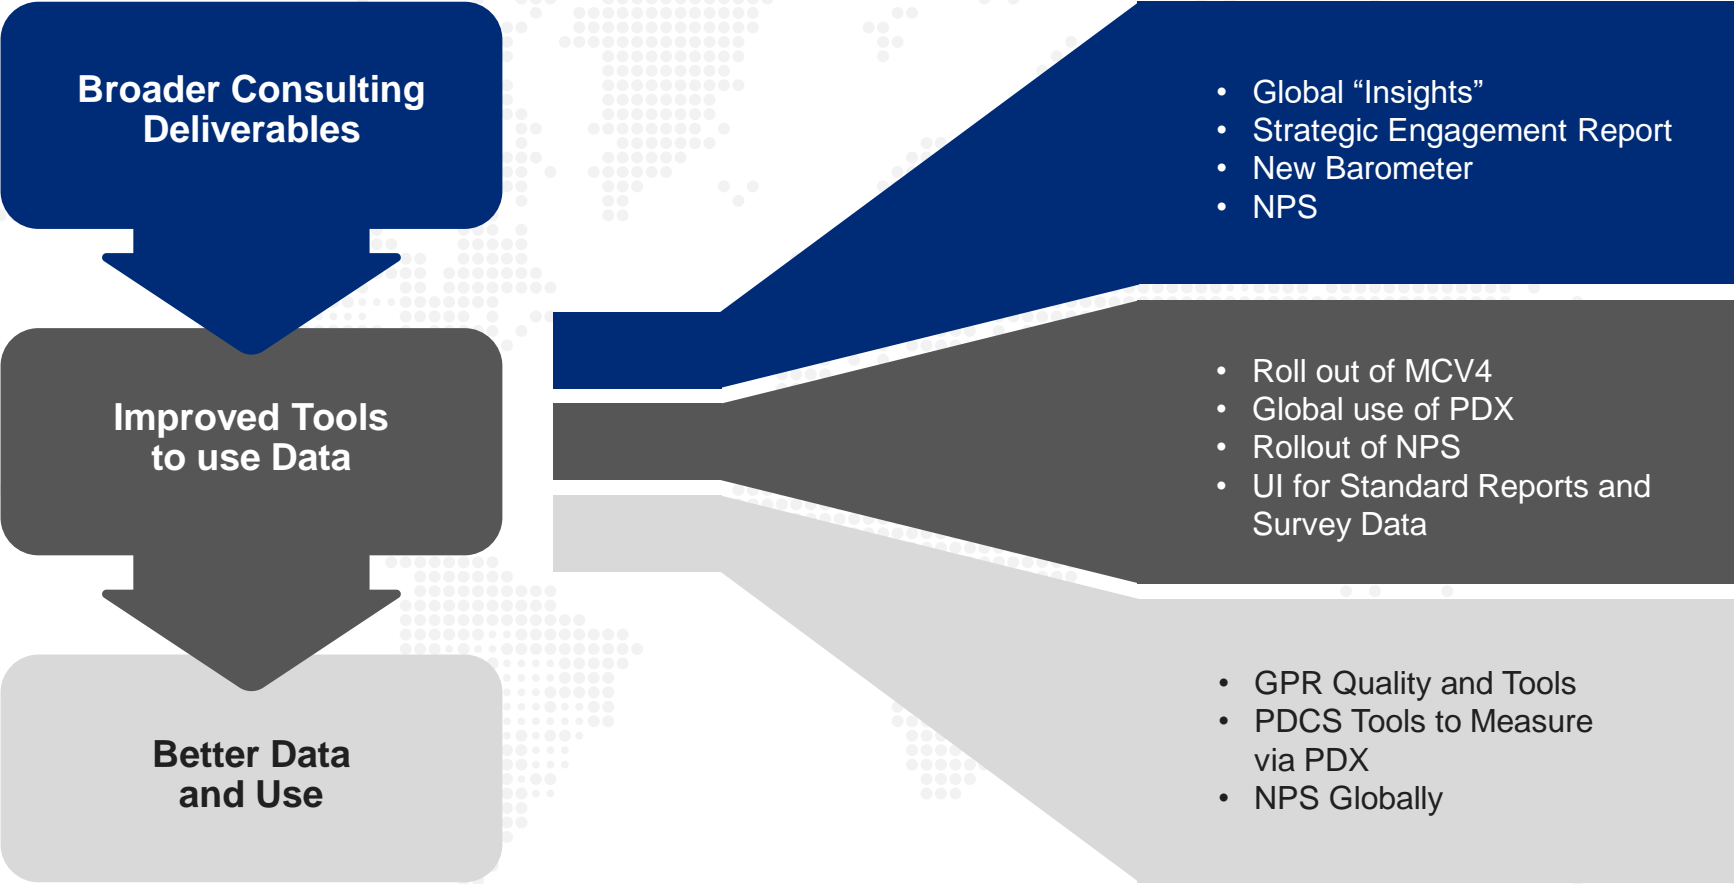 Broader Consulting
Deliverables
• Global “Insights”
• Strategic Engagement Report
• New Barometer
• NPS
Improved Tools
to use Data
• Roll out of MCV4
• Global use of PDX
• Rollout of NPS
• UI for Standard Reports and
Survey Data
Better Data
and Use
• GPR Quality and Tools
• PDCS Tools to Measure
via PDX
• NPS Globally